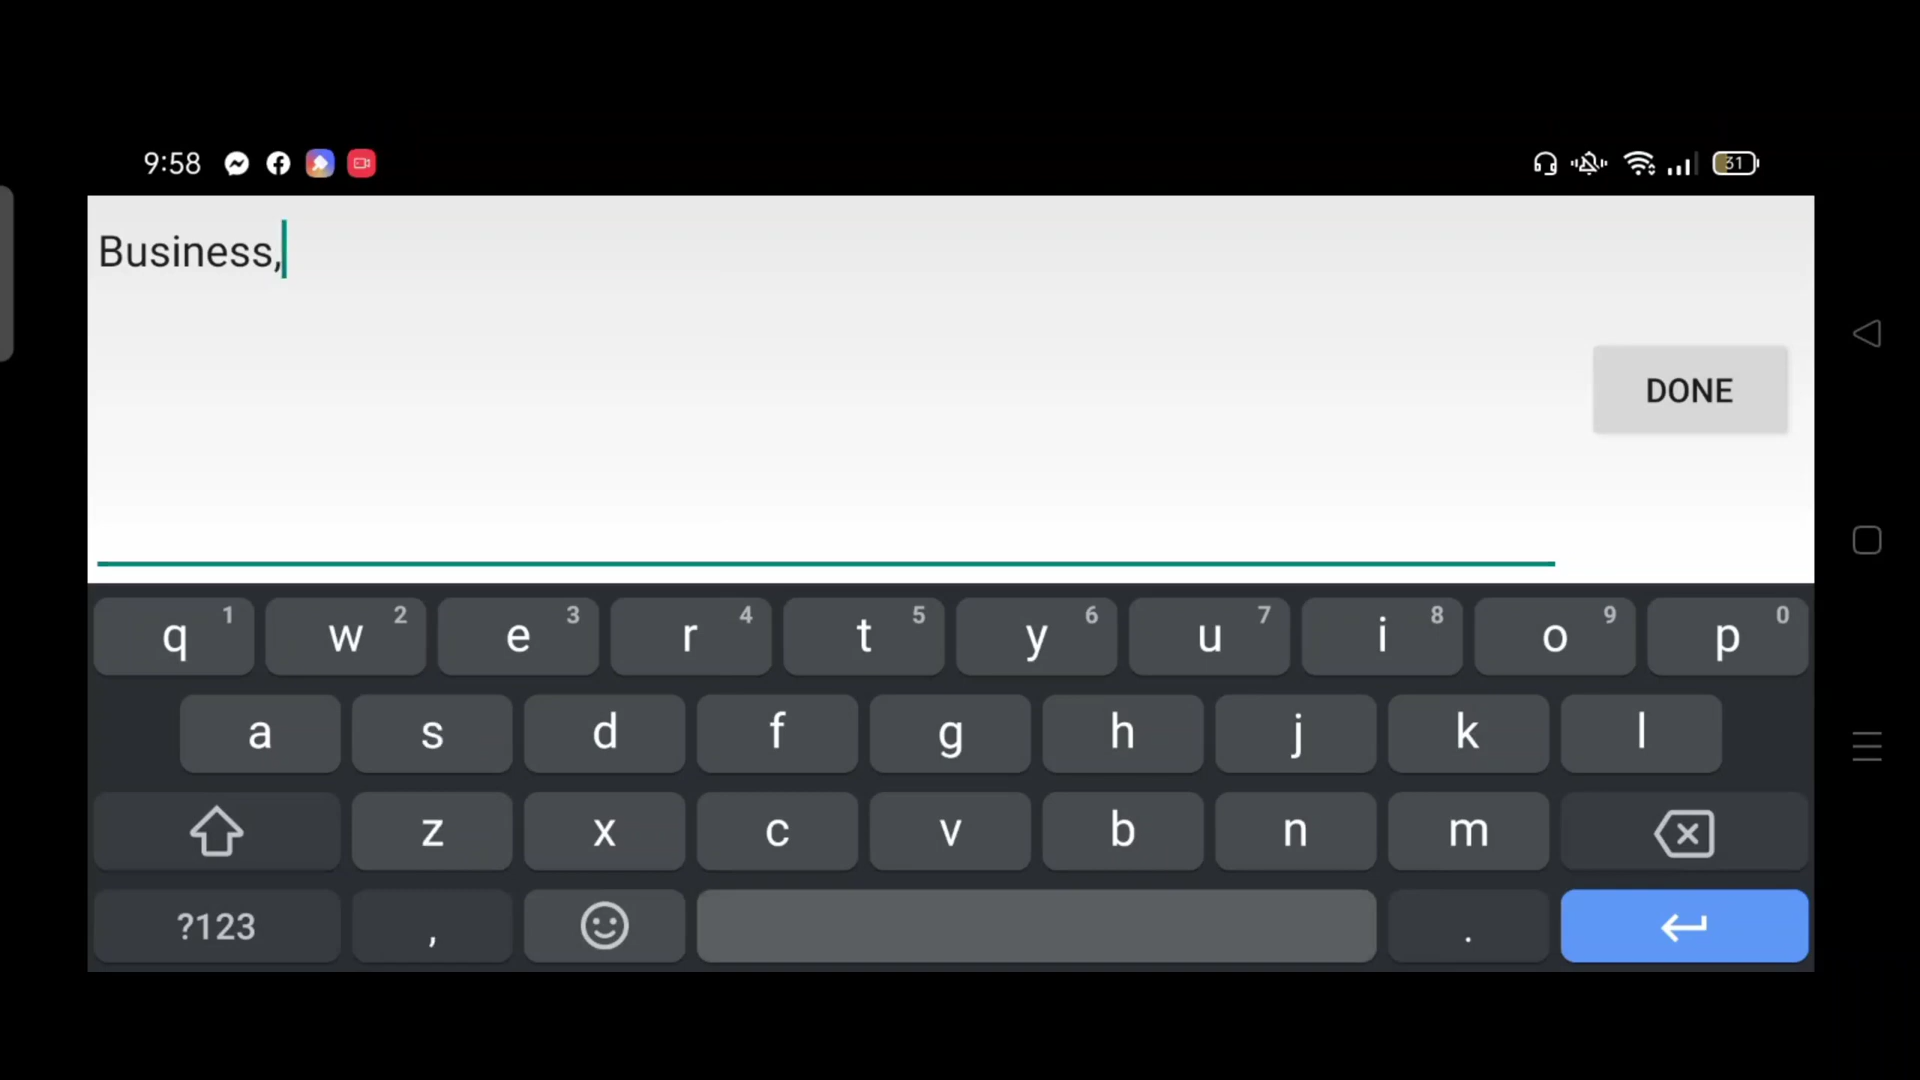 9:58 31
Business,
DONE
q 1 w 2 e 3 r 4 t 5 y 6 u 7 i 8 o 9 p 0
a s d f g h j k l
z x c v b n m
?123 , .